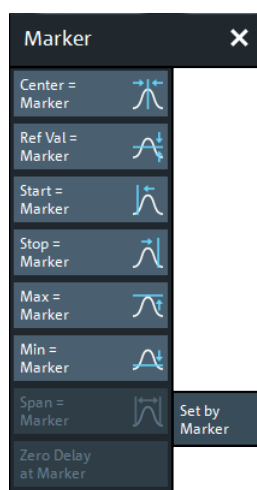 Marker
Center =
Marker
Ref Val =
Marker
Start =
Marker
Stop =
Marker
Max =
Marker
Min =
Marker
Span =
Marker
Set by
Marker
Zero Delay
at Marker